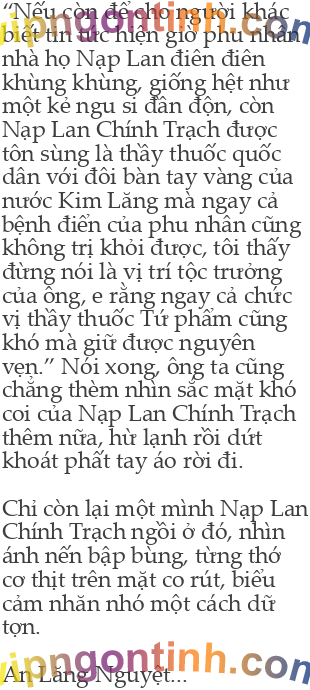 “Nếu còn để cho người khác
vipngontinh.com
biết tin tức hiện giờ phu nhân
nhà họ Nạp Lan điên điên
khùng khùng, giống hệt như
một kẻ ngu si đần độn, còn
Nạp Lan Chính Trạch được
tôn sùng là thầy thuốc quốc
dân với đôi bàn tay vàng của
nước Kim Lăng mà ngay cả
bệnh điển của phu nhân cũng
không trị khỏi được, tôi thấy
đừng nói là vị trí tộc trưởng
của ông, e rằng ngay cả chức
vị thầy thuốc Tứ phẩm cũng
khó mà giữ được nguyên
vẹn.” Nói xong, ông ta cũng
chẳng thèm nhìn sắc mặt khó
coi của Nạp Lan Chính Trạch
thêm nữa, hừ lạnh rồi dứt
khoát phất tay áo rời đi.
Chỉ còn lại một mình Nạp Lan
Chính Trạch ngồi ở đó, nhìn
ánh nến bập bùng, từng thớ
cơ thịt trên mặt co rút, biểu
cảm nhăn nhó một cách dữ
tợn.
An Lăng Nguyệt...
vipngontinh.com